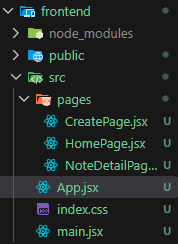 frontend
node_modules
public
src
pages
CreatePage.jsx U
HomePage.jsx U
NoteDetailPag... U
App.jsx U
index.css U
main.jsx U